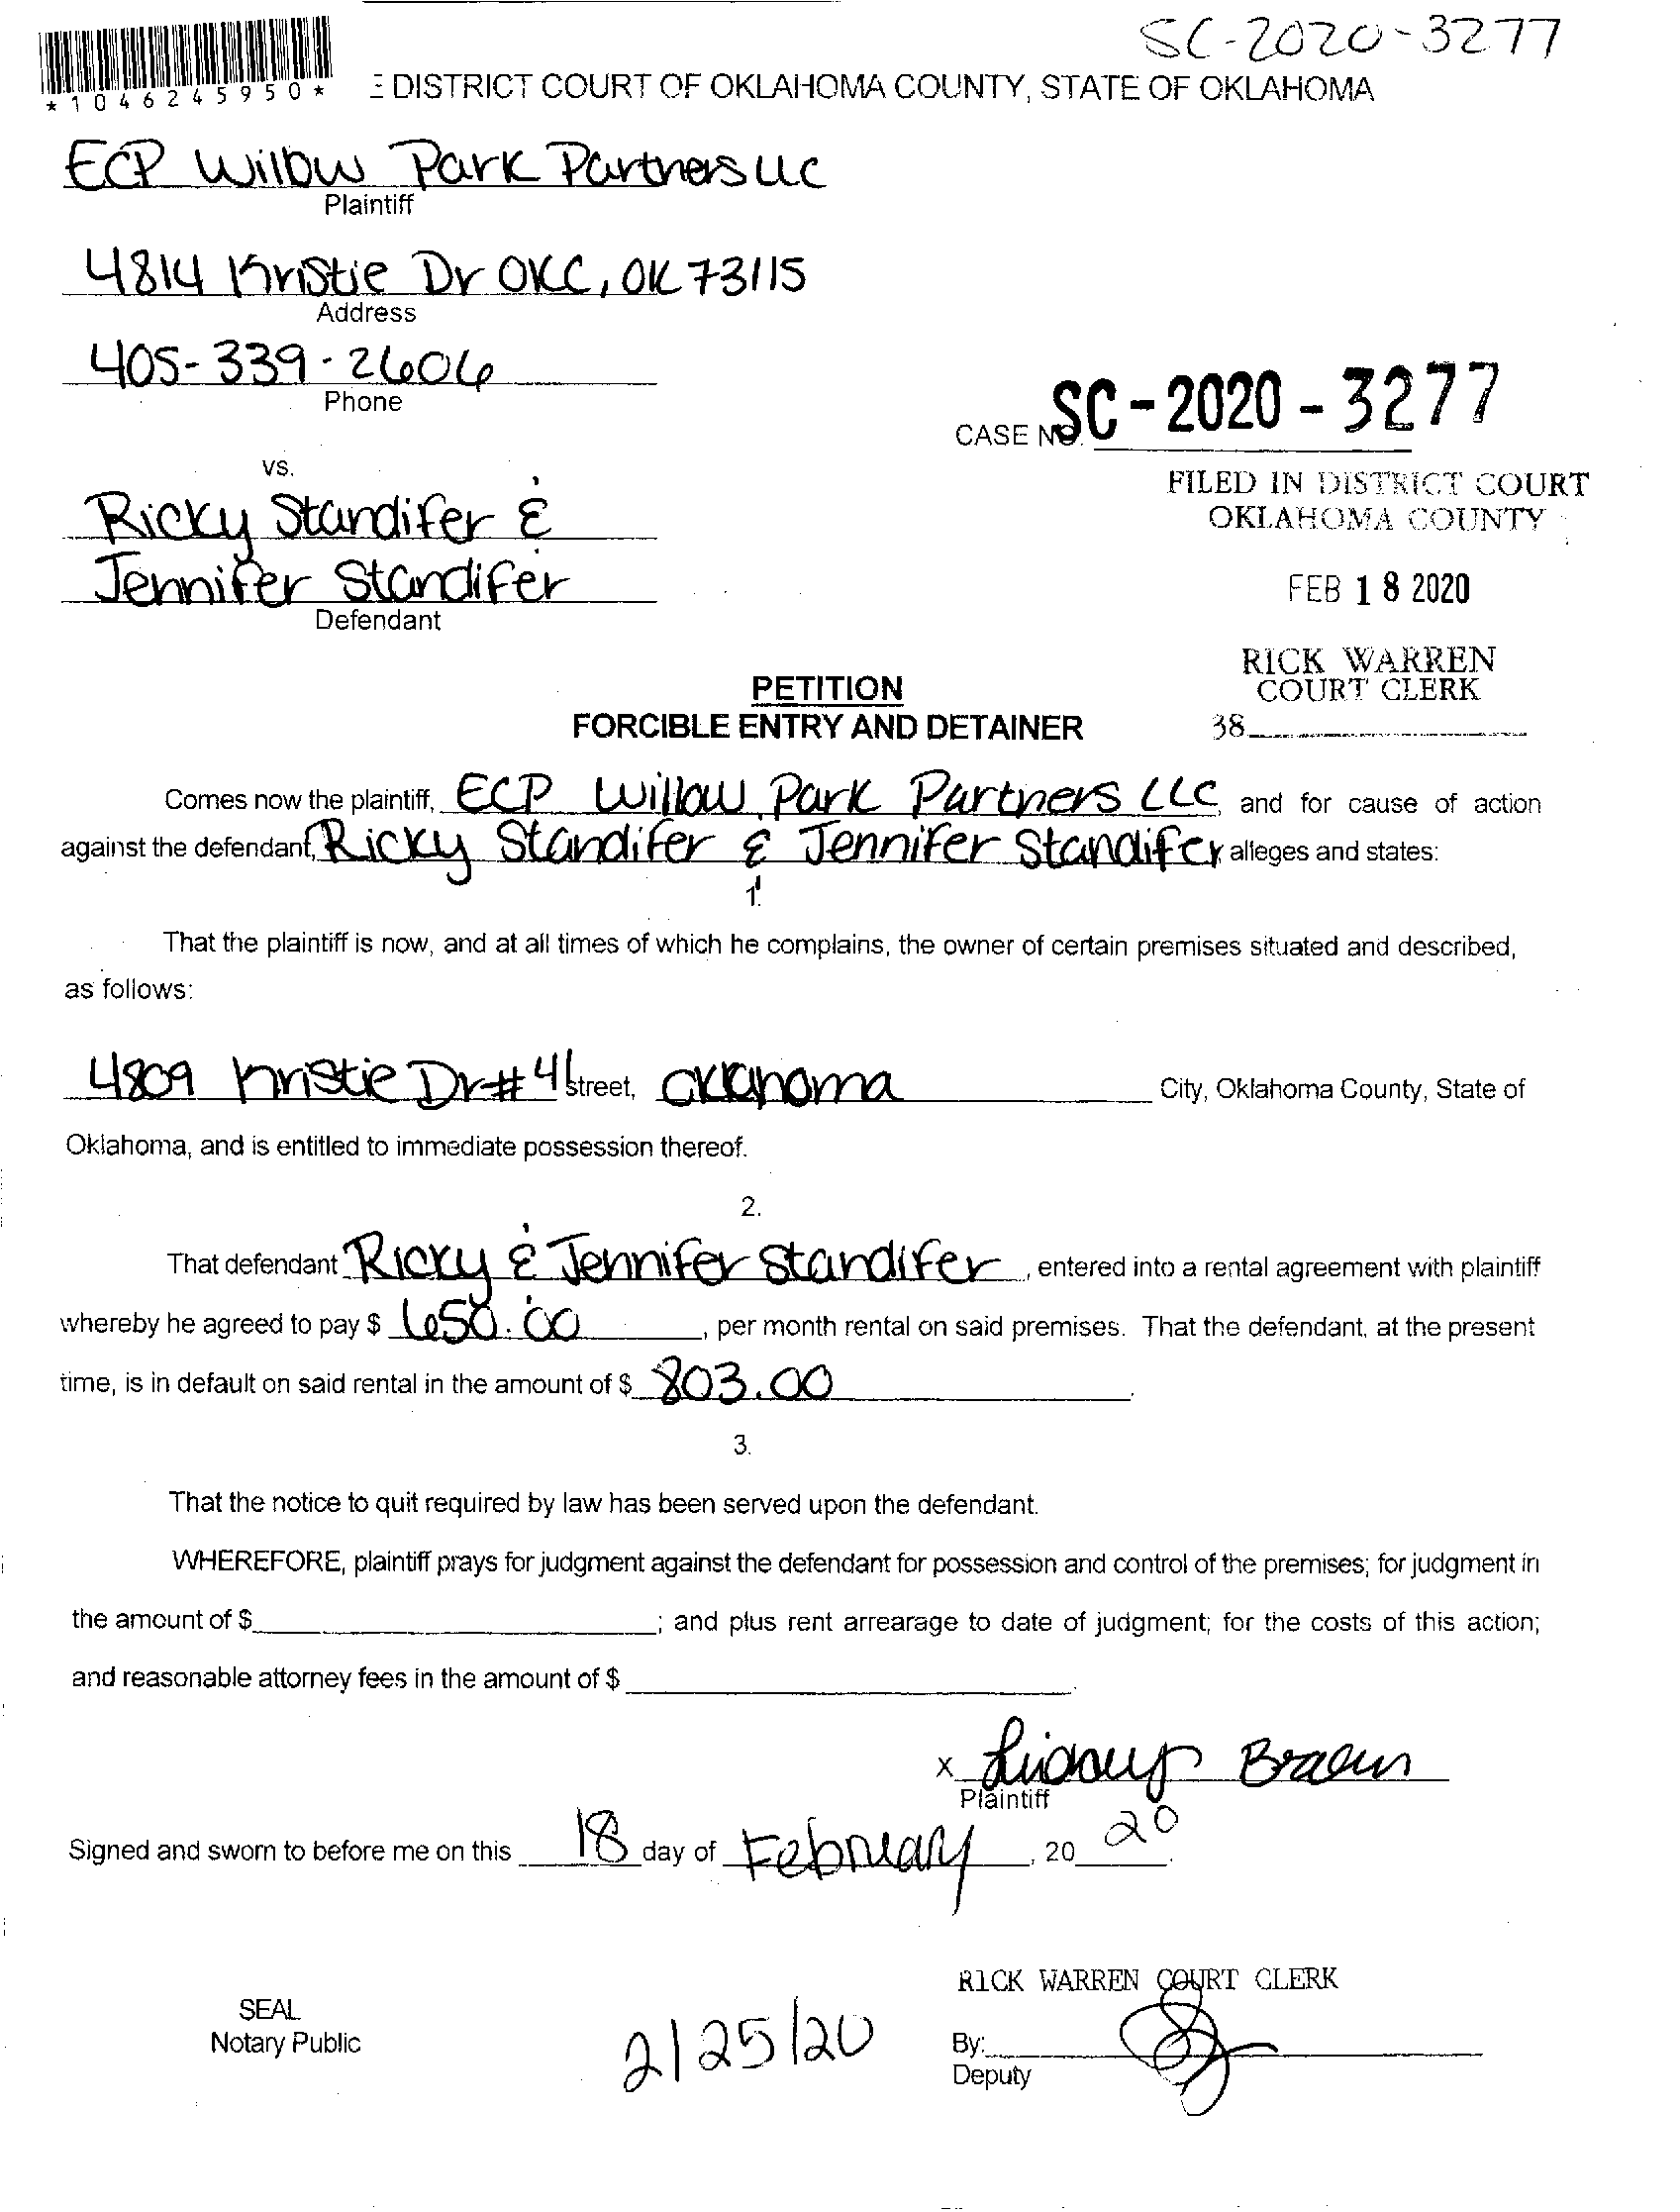 SC-2020-3277
*1046245950*
DISTRICT COURT OF OKLAHOMA COUNTY, STATE OF OKLAHOMA
ECP Willow Park Partners LLC
Plaintiff
4814 Kristie Dr OKC, OK 73115
Address
405-339-2606
Phone
CASE NO. SC-2020-3277
vs.
FILED IN DISTRICT COURT
OKLAHOMA COUNTY
Ricky Standifer &
Jennifer Standifer
Defendant
FEB 18 2020
RICK WARREN
COURT CLERK
38
PETITION
FORCIBLE ENTRY AND DETAINER
Comes now the plaintiff, ECP Willow Park Partners LLC, and for cause of action
against the defendant, Ricky Standifer & Jennifer Standifer alleges and states:
1.
That the plaintiff is now, and at all times of which he complains, the owner of certain premises situated and described,
as follows:
4809 Kristie Dr #41 Street, Oklahoma City, Oklahoma County, State of
Oklahoma, and is entitled to immediate possession thereof.
2.
That defendant Ricky & Jennifer Standifer, entered into a rental agreement with plaintiff
whereby he agreed to pay $ 650.00, per month rental on said premises. That the defendant, at the present
time, is in default on said rental in the amount of $ 803.00.
3.
That the notice to quit required by law has been served upon the defendant.
WHEREFORE, plaintiff prays for judgment against the defendant for possession and control of the premises; for judgment in
the amount of $ ; and plus rent arrearage to date of judgment; for the costs of this action;
and reasonable attorney fees in the amount of $ .
x
Plaintiff
Signed and sworn to before me on this 18 day of February, 20 20.
RICK WARREN COURT CLERK
SEAL
Notary Public
2/25/20
By:
Deputy